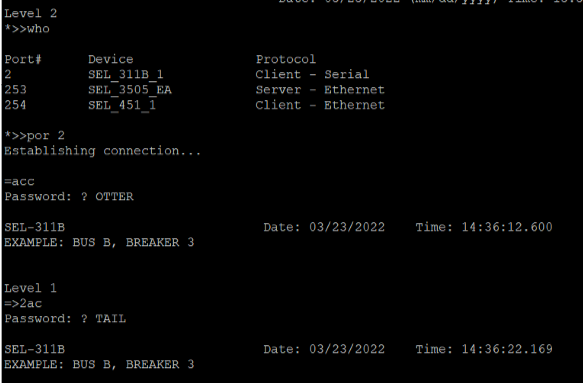 Date: 03/23/2022 (mm/dd/yyyy) Time:
Level 2
*>>who
Port# Device Protocol
2 SEL_311B_1 Client - Serial
253 SEL_3505_EA Server - Ethernet
254 SEL_451_1 Client - Ethernet
*>>por 2
Establishing connection...
=acc
Password: ? OTTER
SEL-311B Date: 03/23/2022 Time: 14:36:12.600
EXAMPLE: BUS B, BREAKER 3
Level 1
=>2ac
Password: ? TAIL
SEL-311B Date: 03/23/2022 Time: 14:36:22.169
EXAMPLE: BUS B, BREAKER 3